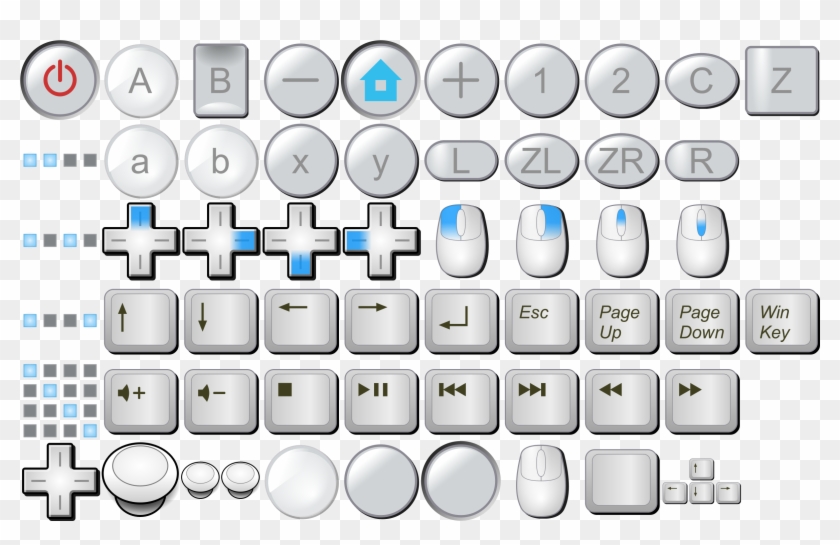 A B − + 1 2 C Z
a b x y L ZL ZR R
↑ ↓ ← → ↵ Esc Page Up Page Down Win Key
+ −
↑
← ↓ →